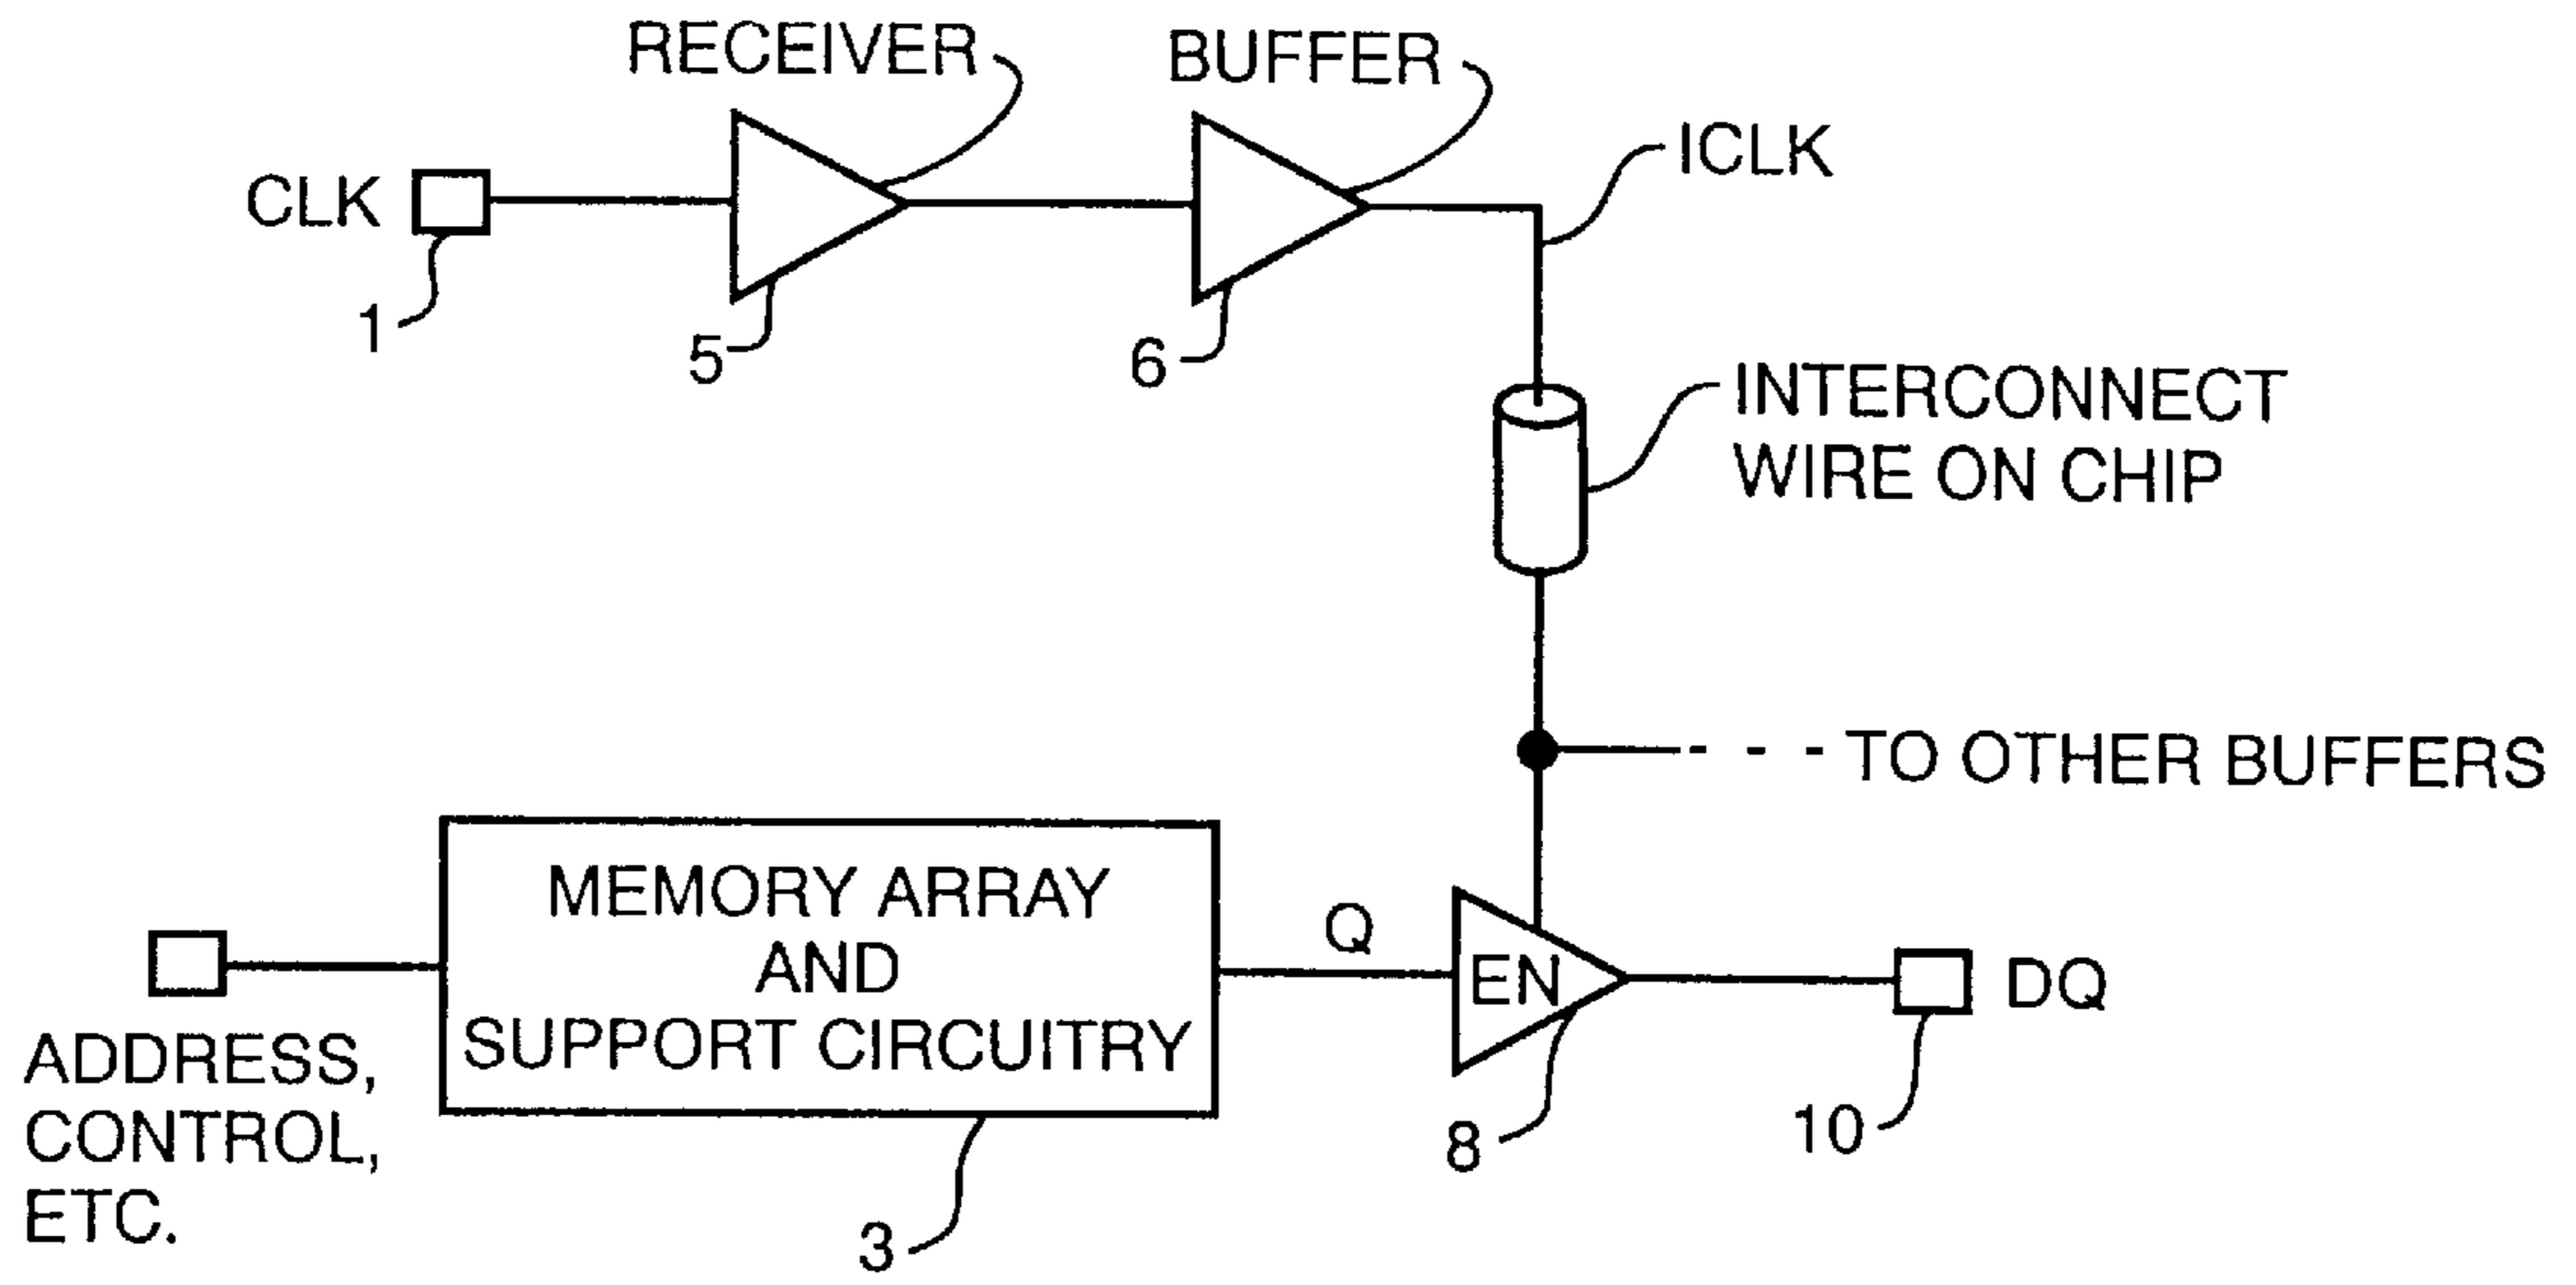 RECEIVER
BUFFER
CLK
ICLK
1
5
6
INTERCONNECT
WIRE ON CHIP
TO OTHER BUFFERS
MEMORY ARRAY
AND
SUPPORT CIRCUITRY
Q
EN
DQ
ADDRESS,
CONTROL,
ETC.
3
8
10